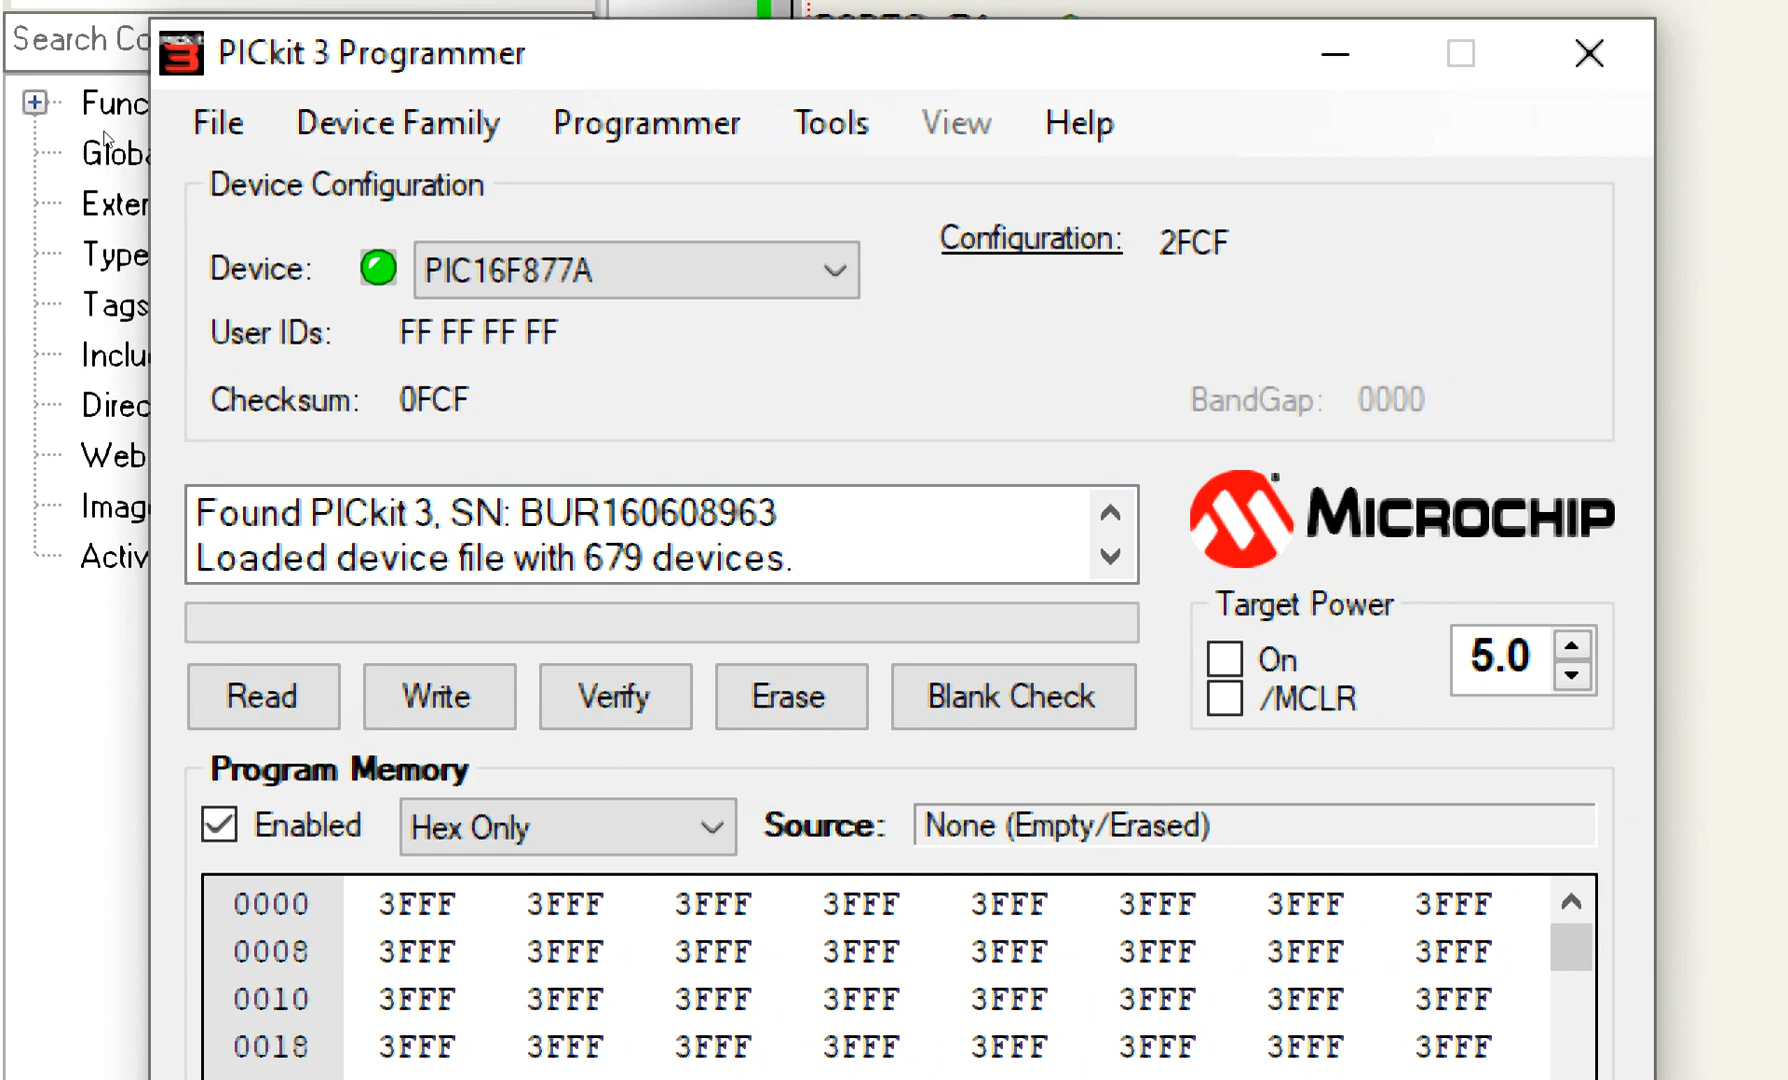 Search Co
PICkit 3 Programmer
Func
Globa
Exter
Type
Tags
Inclu
Direc
Web
Imag
Activ
File Device Family Programmer Tools View Help
Device Configuration
Device: PIC16F877A
Configuration: 2FCF
User IDs: FF FF FF FF
Checksum: 0FCF
BandGap: 0000
Found PICkit 3, SN: BUR160608963
Loaded device file with 679 devices.
MICROCHIP
Target Power
On
/MCLR
5.0
Read Write Verify Erase Blank Check
Program Memory
Enabled Hex Only Source: None (Empty/Erased)
0000 3FFF 3FFF 3FFF 3FFF 3FFF 3FFF 3FFF 3FFF
0008 3FFF 3FFF 3FFF 3FFF 3FFF 3FFF 3FFF 3FFF
0010 3FFF 3FFF 3FFF 3FFF 3FFF 3FFF 3FFF 3FFF
0018 3FFF 3FFF 3FFF 3FFF 3FFF 3FFF 3FFF 3FFF